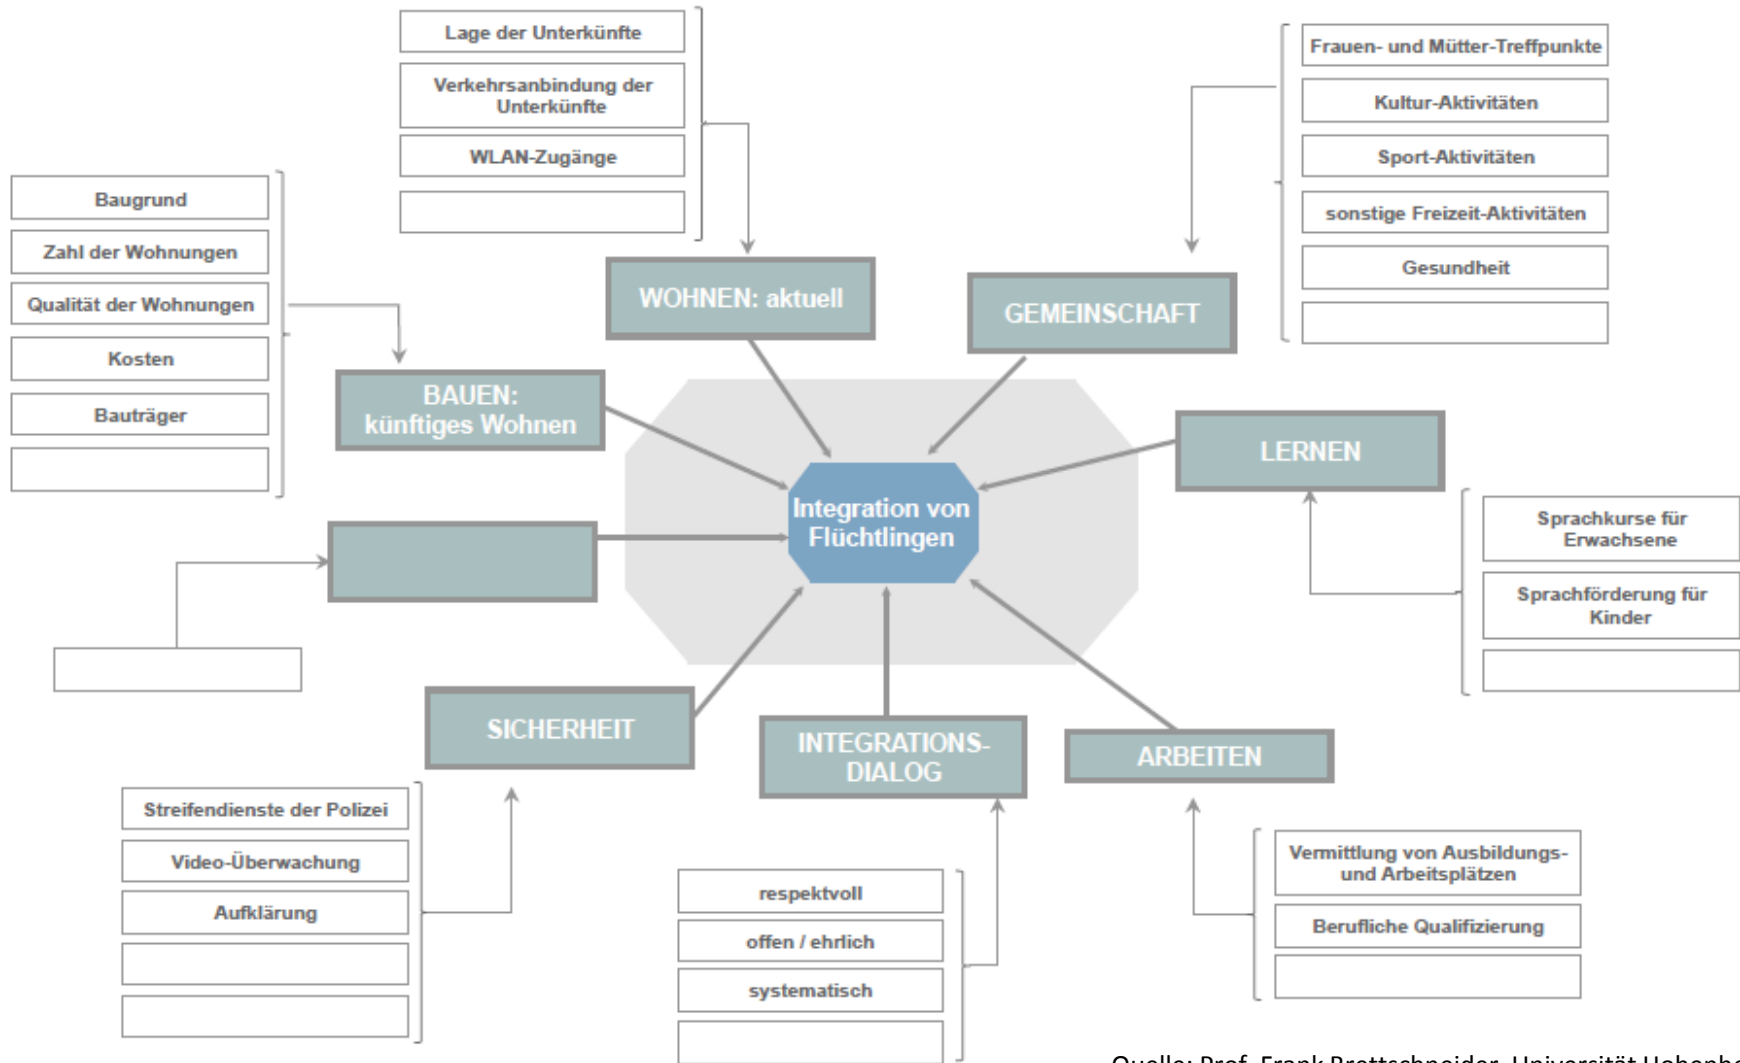 Lage der Unterkünfte
Verkehrsanbindung der
Unterkünfte
WLAN-Zugänge
WOHNEN: aktuell
Frauen- und Mütter-Treffpunkte
Kultur-Aktivitäten
Sport-Aktivitäten
sonstige Freizeit-Aktivitäten
Gesundheit
GEMEINSCHAFT
Baugrund
Zahl der Wohnungen
Qualität der Wohnungen
Kosten
Bauträger
BAUEN:
künftiges Wohnen
LERNEN
Sprachkurse für
Erwachsene
Sprachförderung für
Kinder
Integration von
Flüchtlingen
SICHERHEIT
Streifendienste der Polizei
Video-Überwachung
Aufklärung
INTEGRATIONS-
DIALOG
respektvoll
offen / ehrlich
systematisch
ARBEITEN
Vermittlung von Ausbildungs-
und Arbeitsplätzen
Berufliche Qualifizierung
Quelle: Prof. Frank Brettschneider, Universität